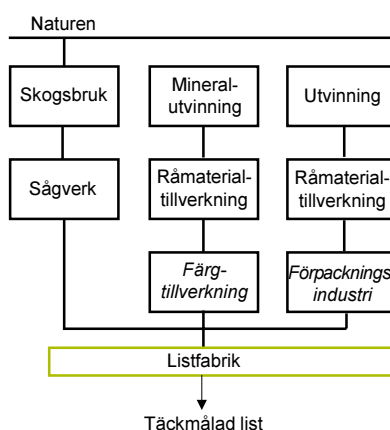 Naturen
Skogsbruk
Mineral-
utvinning
Utvinning
Sågverk
Råmaterial-
tillverkning
Råmaterial-
tillverkning
Färg-
tillverkning
Förpacknings
industri
Listfabrik
Täckmålad list